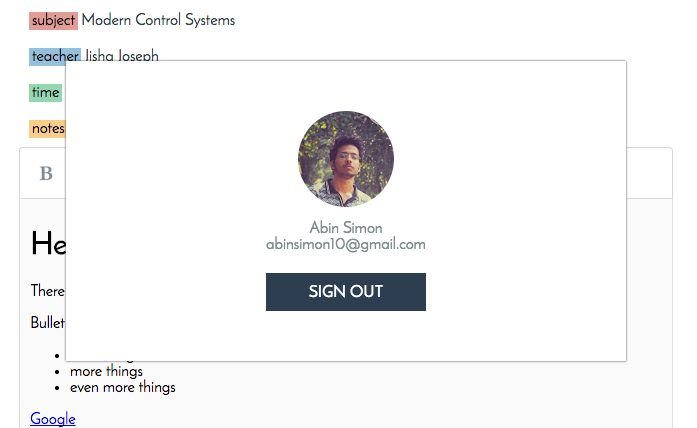 subject Modern Control Systems
teacher Jisha Joseph
time
notes
B
He
Abin Simon
abinsimon10@gmail.com
There
SIGN OUT
Bullet
more things
even more things
Google